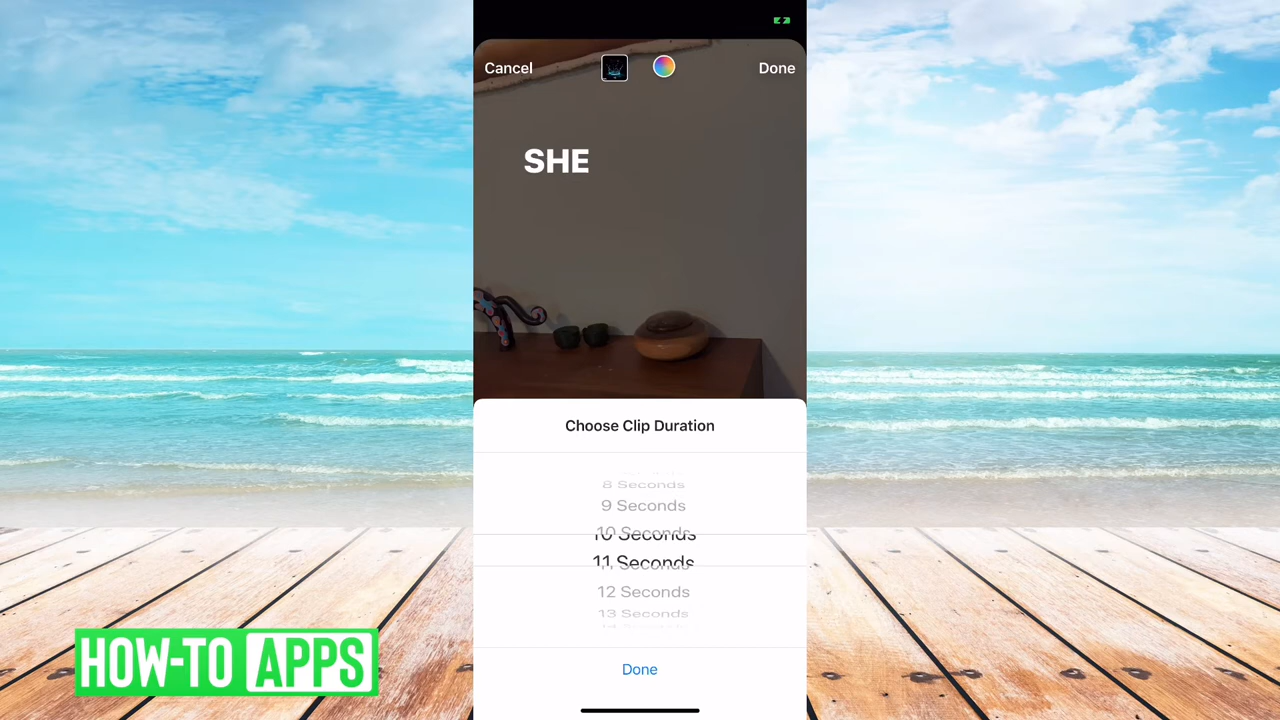 Cancel
Done
SHE
Choose Clip Duration
8 Seconds
9 Seconds
10 Seconds
11 Seconds
12 Seconds
13 Seconds
Done
HOW-TO APPS